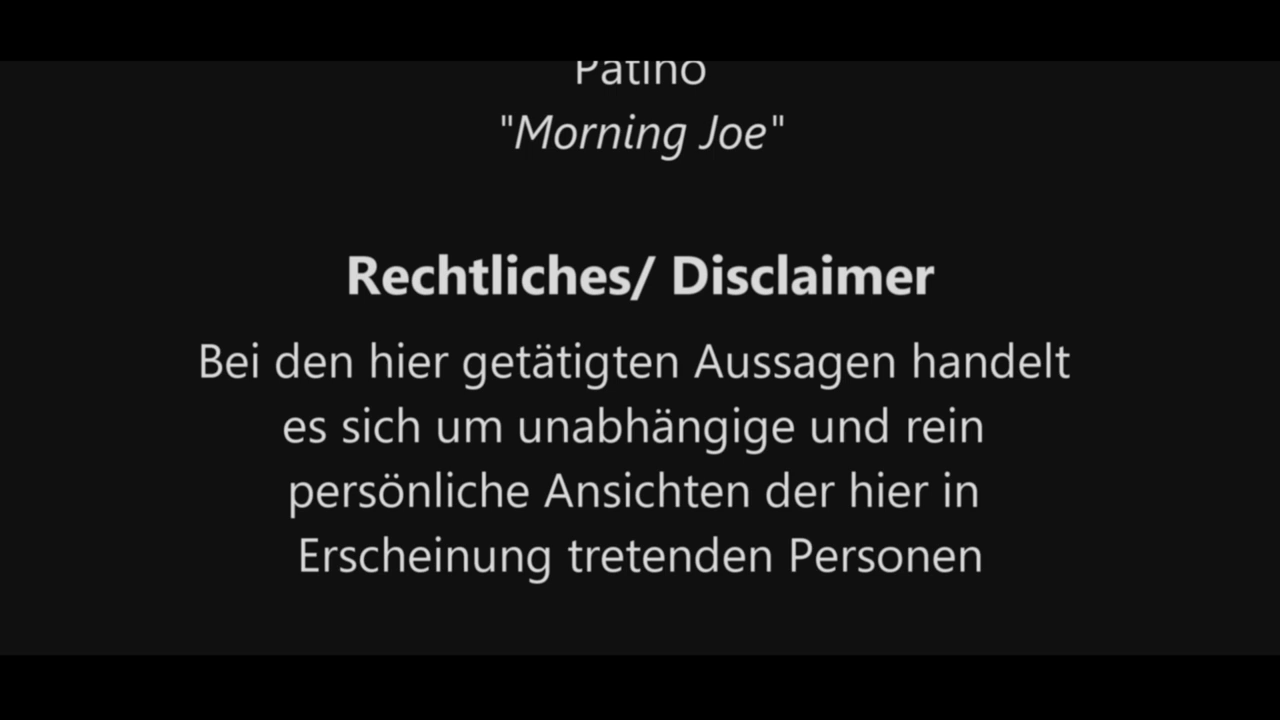 Patino
"Morning Joe"
Rechtliches/ Disclaimer
Bei den hier getätigten Aussagen handelt
es sich um unabhängige und rein
persönliche Ansichten der hier in
Erscheinung tretenden Personen